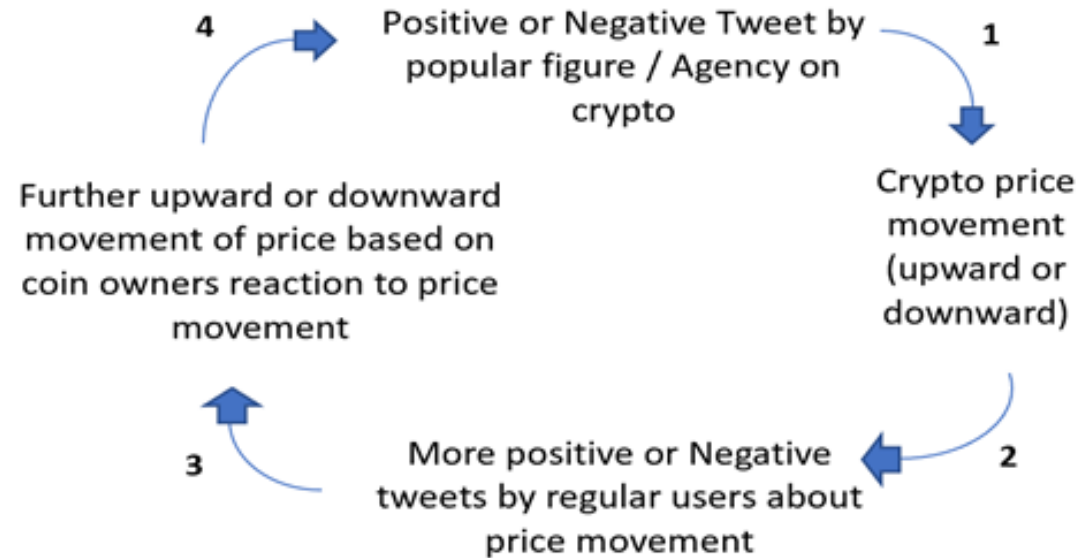 4
Positive or Negative Tweet by
popular figure / Agency on
crypto
1
Crypto price
movement
(upward or
downward)
2
More positive or Negative
tweets by regular users about
price movement
3
Further upward or downward
movement of price based on
coin owners reaction to price
movement